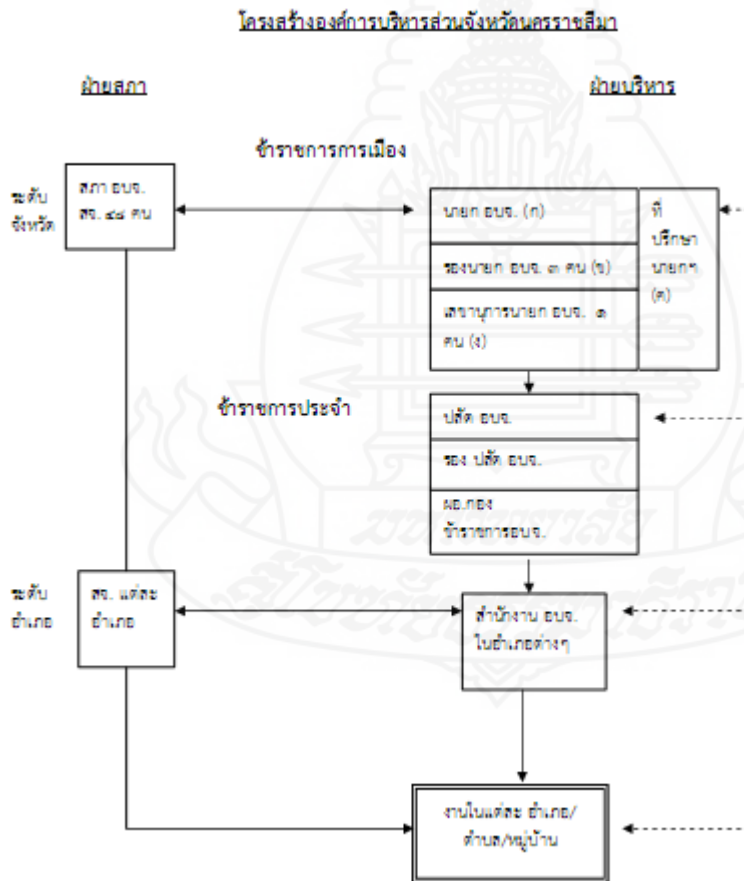 โครงสร้างองค์การบริหารส่วนจังหวัดนครราชสีมา
ฝ่ายสภา
ฝ่ายบริหาร
ข้าราชการการเมือง
ระดับ
จังหวัด
สภา อบจ.
สจ. ๔๘ คน
นายก อบจ. (ก)
รองนายก อบจ. ๓ คน (ข)
เลขานุการนายก อบจ. ๑
คน (ง)
ที่
ปรึกษา
นายกฯ
(ค)
ข้าราชการประจำ
ปลัด อบจ.
รอง ปลัด อบจ.
ผอ.กอง
ข้าราชการอบจ.
ระดับ
อำเภอ
สจ. แต่ละ
อำเภอ
สำนักงาน อบจ.
ในอำเภอต่างๆ
งานในแต่ละ อำเภอ/
ตำบล/หมู่บ้าน